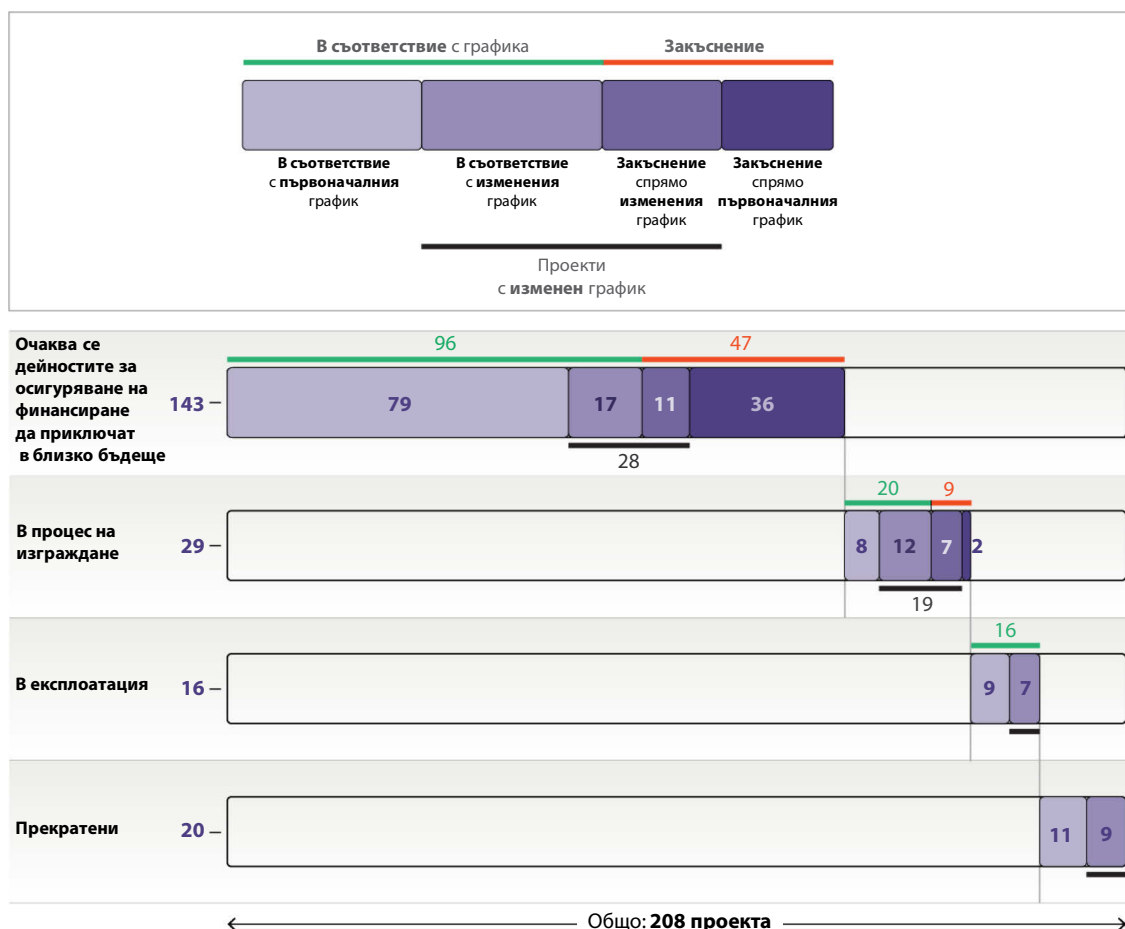 В съответствие с графика
Закъснение
В съответствие
с първоначалния
график
В съответствие
с изменения
график
Закъснение
спрямо
изменения
график
Закъснение
спрямо
първоначалния
график
Проекти
с изменен график
Очаква се
дейностите за
осигуряване на
финансиране
да приключат
в близко бъдеще
143 –
96
47
79
17
11
36
28
В процес на
изграждане
29 –
20
9
8
12
7
2
19
В експлоатация
16 –
16
9
7
Прекратени
20 –
11
9
Общо: 208 проекта